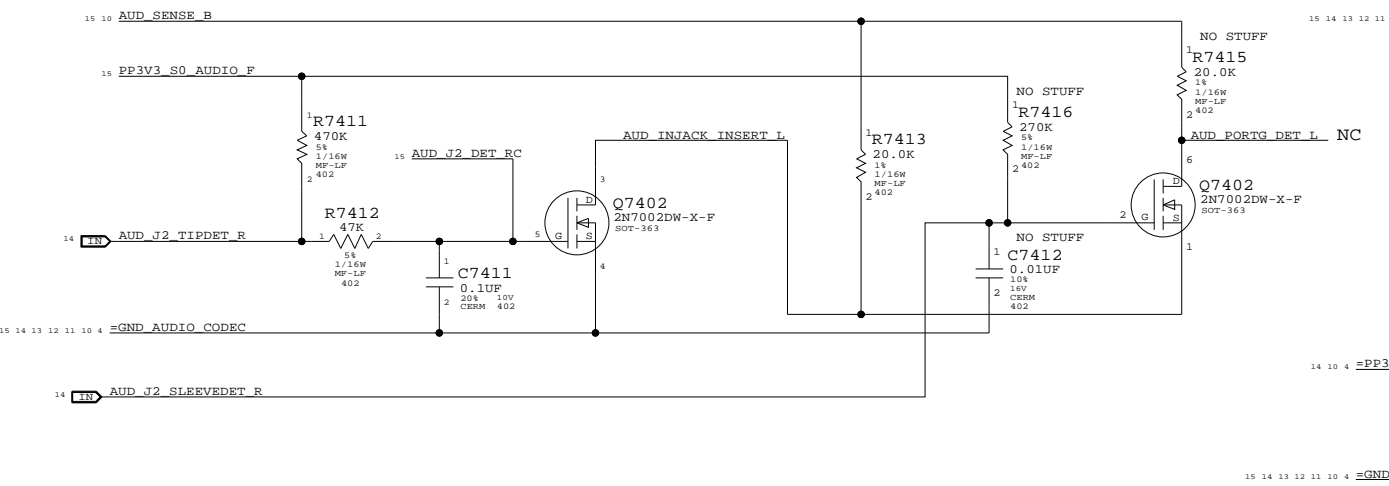 15 10 AUD_SENSE_B
15 14 13 12 11
NO STUFF
1
R7415
20.0K
1%
1/16W
MF-LF
402
2
15 PP3V3_S0_AUDIO_F
NO STUFF
1
R7416
270K
5%
1/16W
MF-LF
402
2
1
R7411
470K
5%
1/16W
MF-LF
402
2
AUD_INJACK_INSERT_L
1
R7413
20.0K
1%
1/16W
MF-LF
402
2
AUD_PORTG_DET_L NC
15 AUD_J2_DET_RC
3
D
Q7402
2N7002DW-X-F
SOT-363
5 G S
4
6
D
Q7402
2N7002DW-X-F
SOT-363
2 G S
1
R7412
47K
1 2
5%
1/16W
MF-LF
402
14 IN AUD_J2_TIPDET_R
1
C7411
0.1UF
20% 10V
CERM 402
2
NO STUFF
1
C7412
0.01UF
10%
16V
CERM
402
2
15 14 13 12 11 10 4 =GND_AUDIO_CODEC
14 10 4 =PP3
14 IN AUD_J2_SLEEVEDET_R
15 14 13 12 11 10 4 =GND